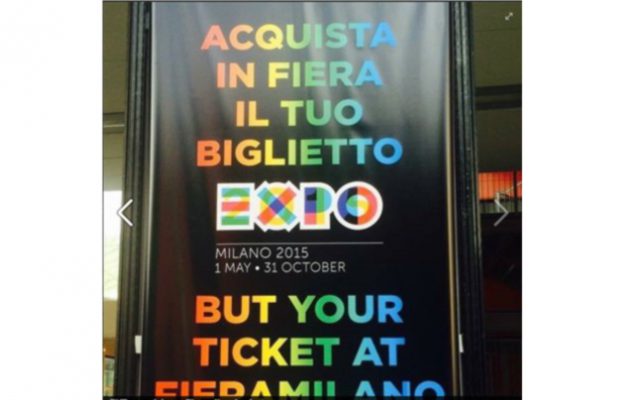 ACQUISTA
IN FIERA
IL TUO
BIGLIETTO
EXPO
MILANO 2015
1 MAY • 31 OCTOBER
BUT YOUR
TICKET AT
FIERAMILANO